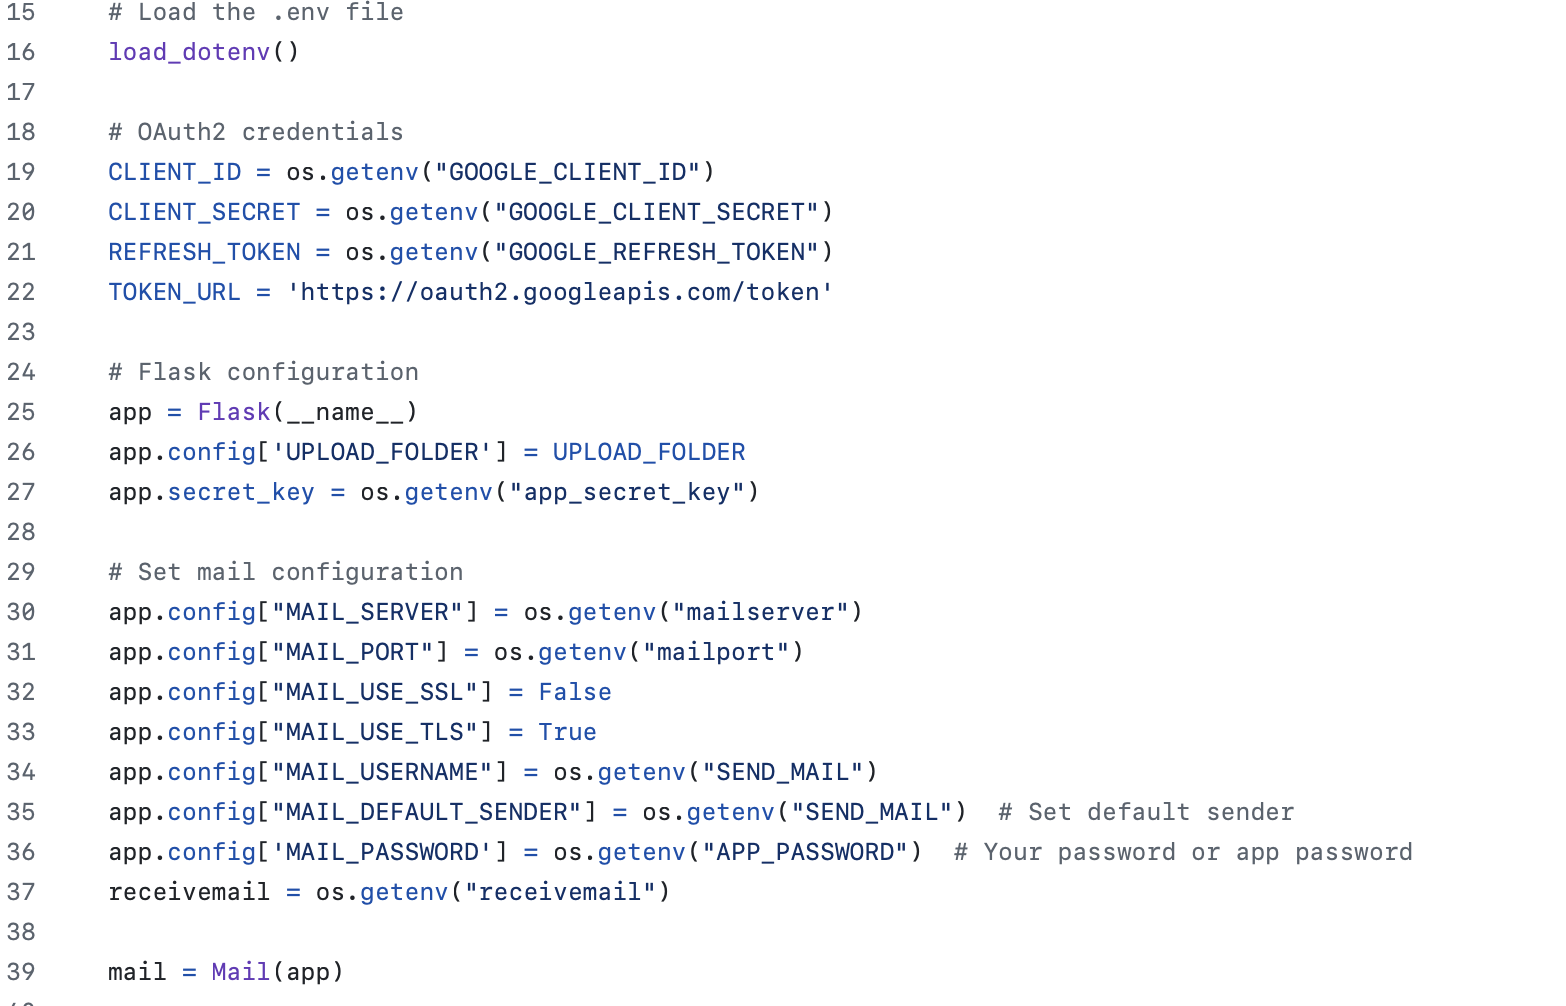 15 # Load the .env file
16 load_dotenv()
17
18 # OAuth2 credentials
19 CLIENT_ID = os.getenv("GOOGLE_CLIENT_ID")
20 CLIENT_SECRET = os.getenv("GOOGLE_CLIENT_SECRET")
21 REFRESH_TOKEN = os.getenv("GOOGLE_REFRESH_TOKEN")
22 TOKEN_URL = 'https://oauth2.googleapis.com/token'
23
24 # Flask configuration
25 app = Flask(__name__)
26 app.config['UPLOAD_FOLDER'] = UPLOAD_FOLDER
27 app.secret_key = os.getenv("app_secret_key")
28
29 # Set mail configuration
30 app.config["MAIL_SERVER"] = os.getenv("mailserver")
31 app.config["MAIL_PORT"] = os.getenv("mailport")
32 app.config["MAIL_USE_SSL"] = False
33 app.config["MAIL_USE_TLS"] = True
34 app.config["MAIL_USERNAME"] = os.getenv("SEND_MAIL")
35 app.config["MAIL_DEFAULT_SENDER"] = os.getenv("SEND_MAIL")  # Set default sender
36 app.config['MAIL_PASSWORD'] = os.getenv("APP_PASSWORD")  # Your password or app password
37 receivemail = os.getenv("receivemail")
38
39 mail = Mail(app)